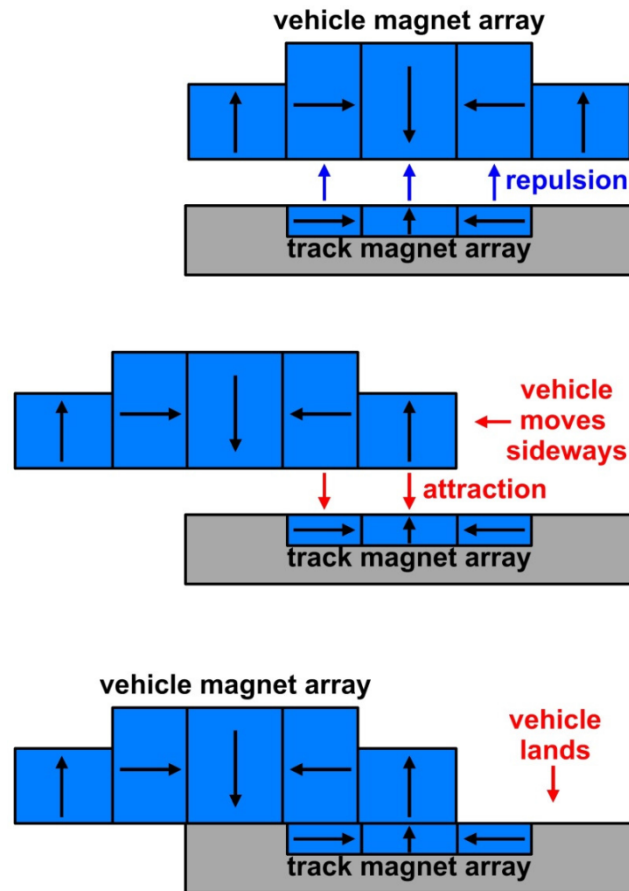 vehicle magnet array
repulsion
track magnet array
vehicle
moves
sideways
attraction
track magnet array
vehicle magnet array
vehicle
lands
track magnet array